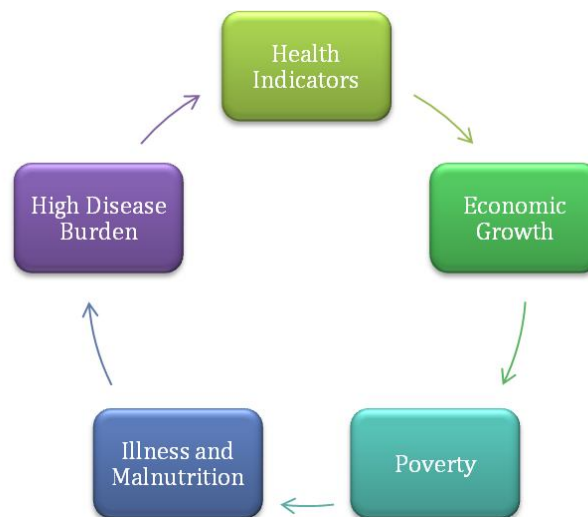 Health
Indicators
Economic
Growth
Poverty
Illness and
Malnutrition
High Disease
Burden